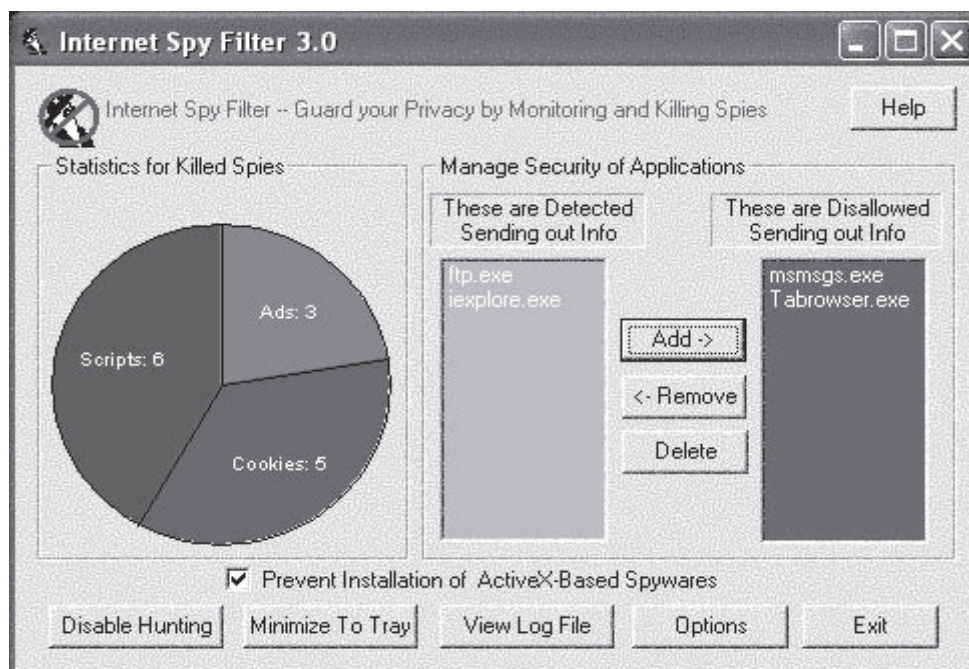 Internet Spy Filter 3.0
Internet Spy Filter -- Guard your Privacy by Monitoring and Killing Spies
Help
Statistics for Killed Spies
Ads: 3
Scripts: 6
Cookies: 5
Manage Security of Applications
These are Detected
Sending out Info
These are Disallowed
Sending out Info
ftp.exe
iexplore.exe
Add ->
<- Remove
Delete
msmsgs.exe
Tabrowser.exe
Prevent Installation of ActiveX-Based Spywares
Disable Hunting
Minimize To Tray
View Log File
Options
Exit